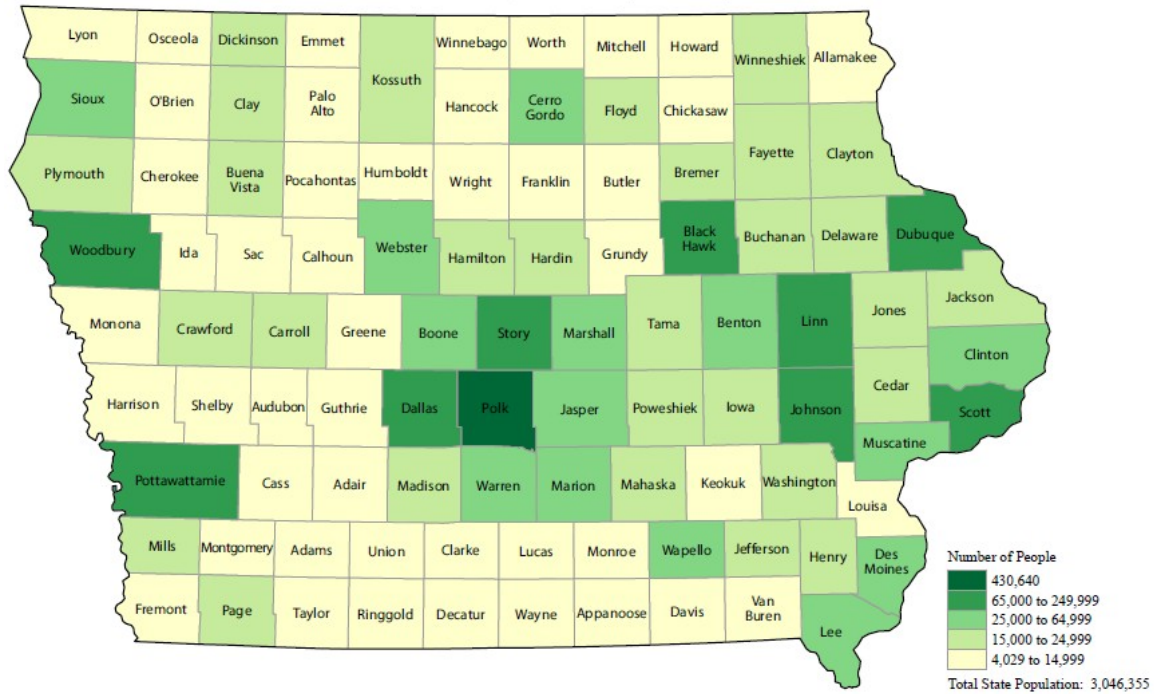 Lyon
Osceola
Dickinson
Emmet
Kossuth
Winnebago
Worth
Mitchell
Howard
Winneshiek
Allamakee
Sioux
O'Brien
Clay
Palo
Alto
Hancock
Cerro
Gordo
Floyd
Chickasaw
Plymouth
Cherokee
Buena
Vista
Pocahontas
Humboldt
Wright
Franklin
Butler
Bremer
Fayette
Clayton
Woodbury
Ida
Sac
Calhoun
Webster
Hamilton
Hardin
Grundy
Black
Hawk
Buchanan
Delaware
Dubuque
Monona
Crawford
Carroll
Greene
Boone
Story
Marshall
Tama
Benton
Linn
Jones
Jackson
Clinton
Harrison
Shelby
Audubon
Guthrie
Dallas
Polk
Jasper
Poweshiek
Iowa
Johnson
Cedar
Scott
Muscatine
Pottawattamie
Cass
Adair
Madison
Warren
Marion
Mahaska
Keokuk
Washington
Louisa
Mills
Montgomery
Adams
Union
Clarke
Lucas
Monroe
Wapello
Jefferson
Henry
Des
Moines
Fremont
Page
Taylor
Ringgold
Decatur
Wayne
Appanoose
Davis
Van
Buren
Lee
Number of People
430,640
65,000 to 249,999
25,000 to 64,999
15,000 to 24,999
4,029 to 14,999
Total State Population: 3,046,355